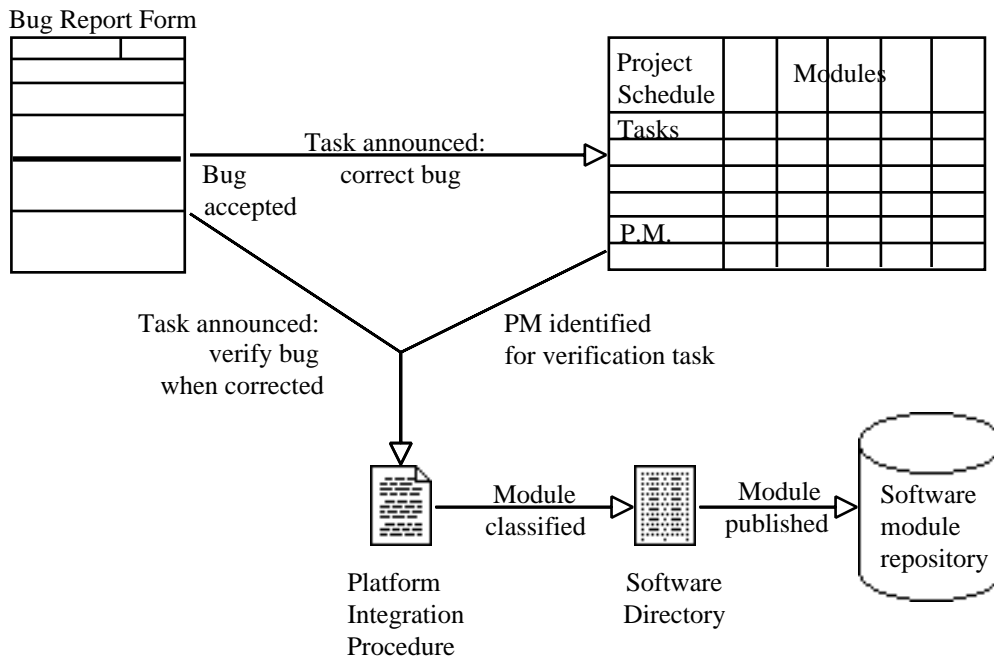 Bug Report Form
Project
Schedule
Modules
Tasks
P.M.
Task announced:
correct bug
Bug
accepted
Task announced:
verify bug
when corrected
PM identified
for verification task
Module
classified
Module
published
Software
module
repository
Platform
Integration
Procedure
Software
Directory